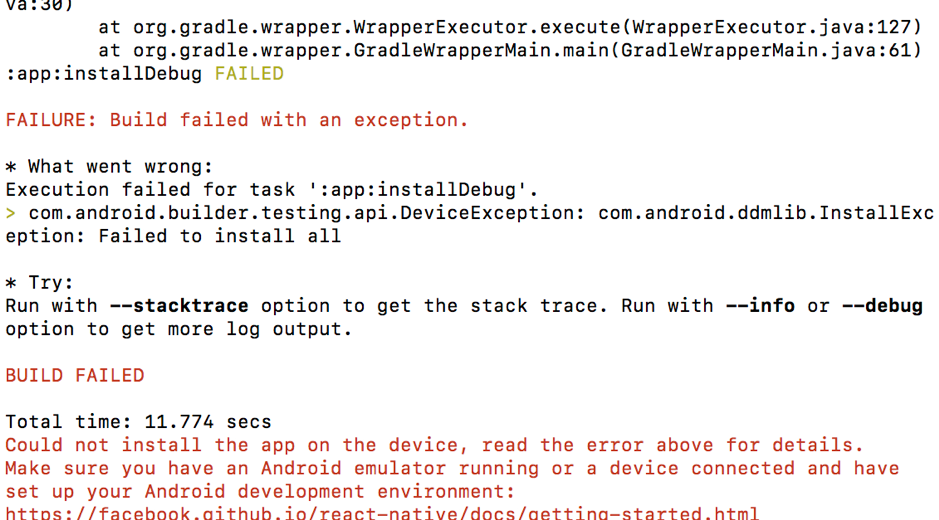 va:30)
at org.gradle.wrapper.WrapperExecutor.execute(WrapperExecutor.java:127)
at org.gradle.wrapper.GradleWrapperMain.main(GradleWrapperMain.java:61)
:app:installDebug FAILED
FAILURE: Build failed with an exception.
* What went wrong:
Execution failed for task ':app:installDebug'.
> com.android.builder.testing.api.DeviceException: com.android.ddmlib.InstallExc
eption: Failed to install all
* Try:
Run with --stacktrace option to get the stack trace. Run with --info or --debug
option to get more log output.
BUILD FAILED
Total time: 11.774 secs
Could not install the app on the device, read the error above for details.
Make sure you have an Android emulator running or a device connected and have
set up your Android development environment:
https://facebook.github.io/react-native/docs/getting-started.html